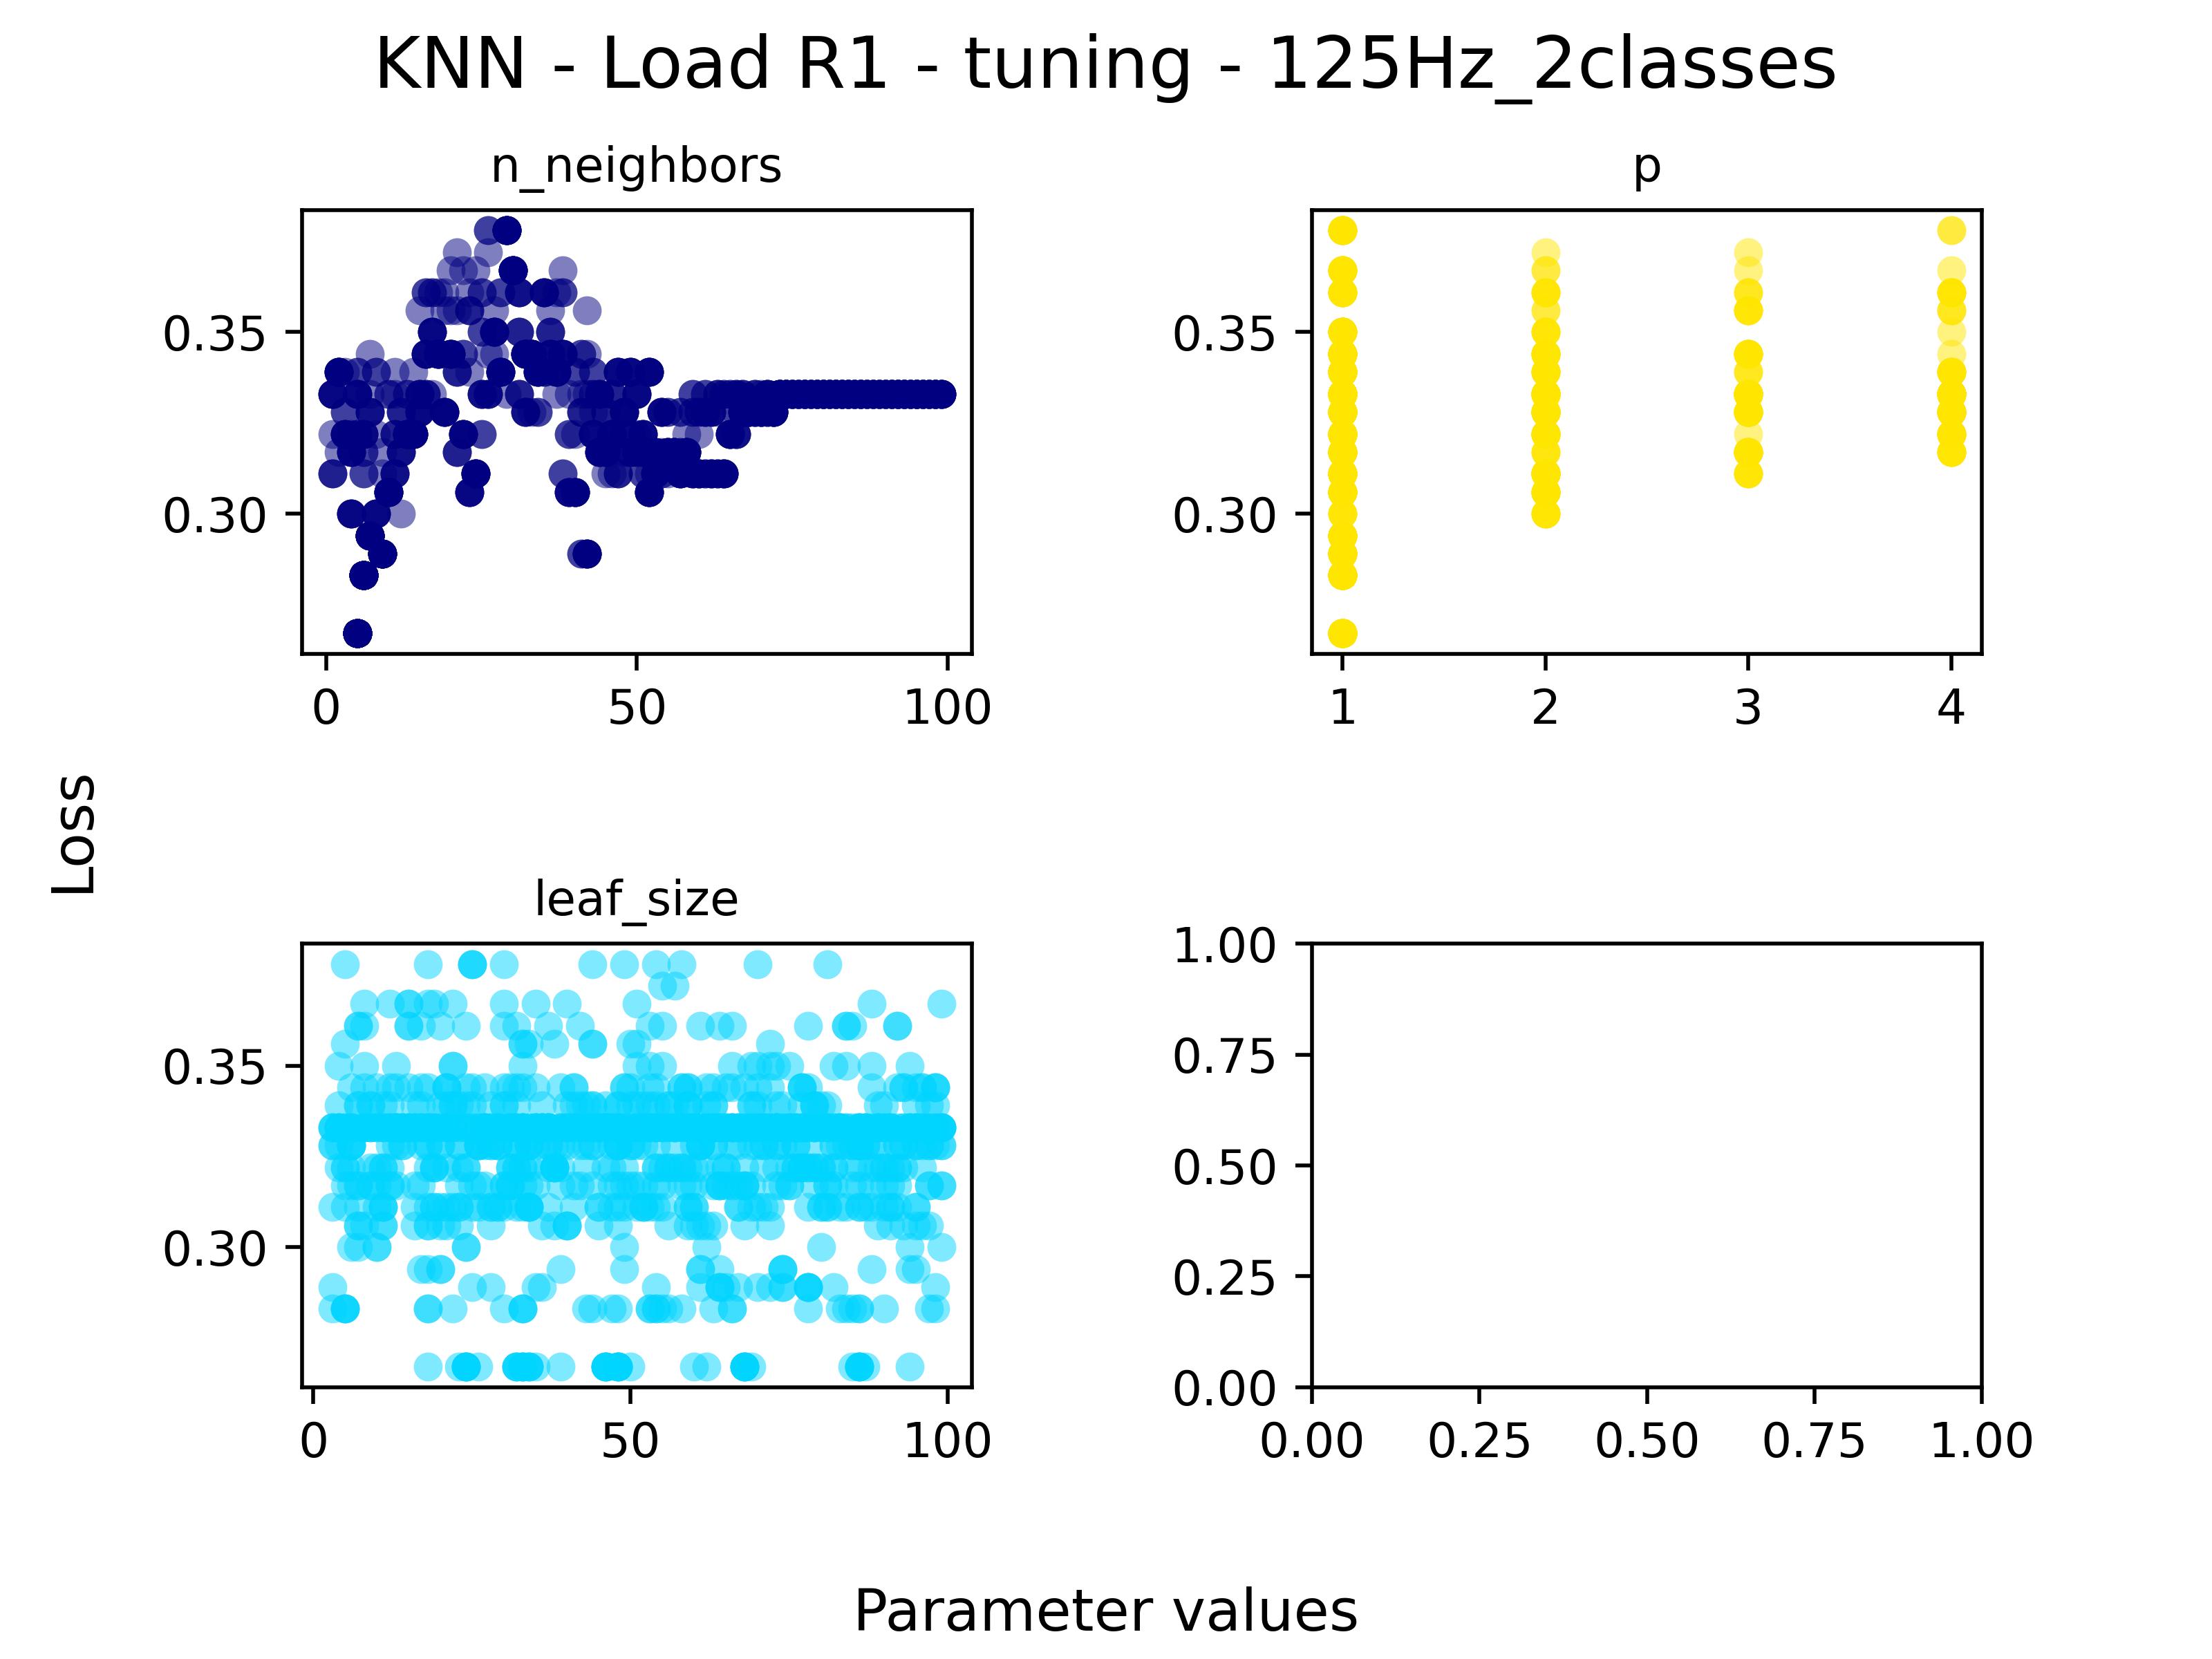 KNN - Load R1 - tuning - 125Hz_2classes
n_neighbors
0.35
0.30
0 50 100
p
0.35
0.30
1 2 3 4
Loss
leaf_size
0.35
0.30
0 50 100
1.00
0.75
0.50
0.25
0.00
0.00 0.25 0.50 0.75 1.00
Parameter values